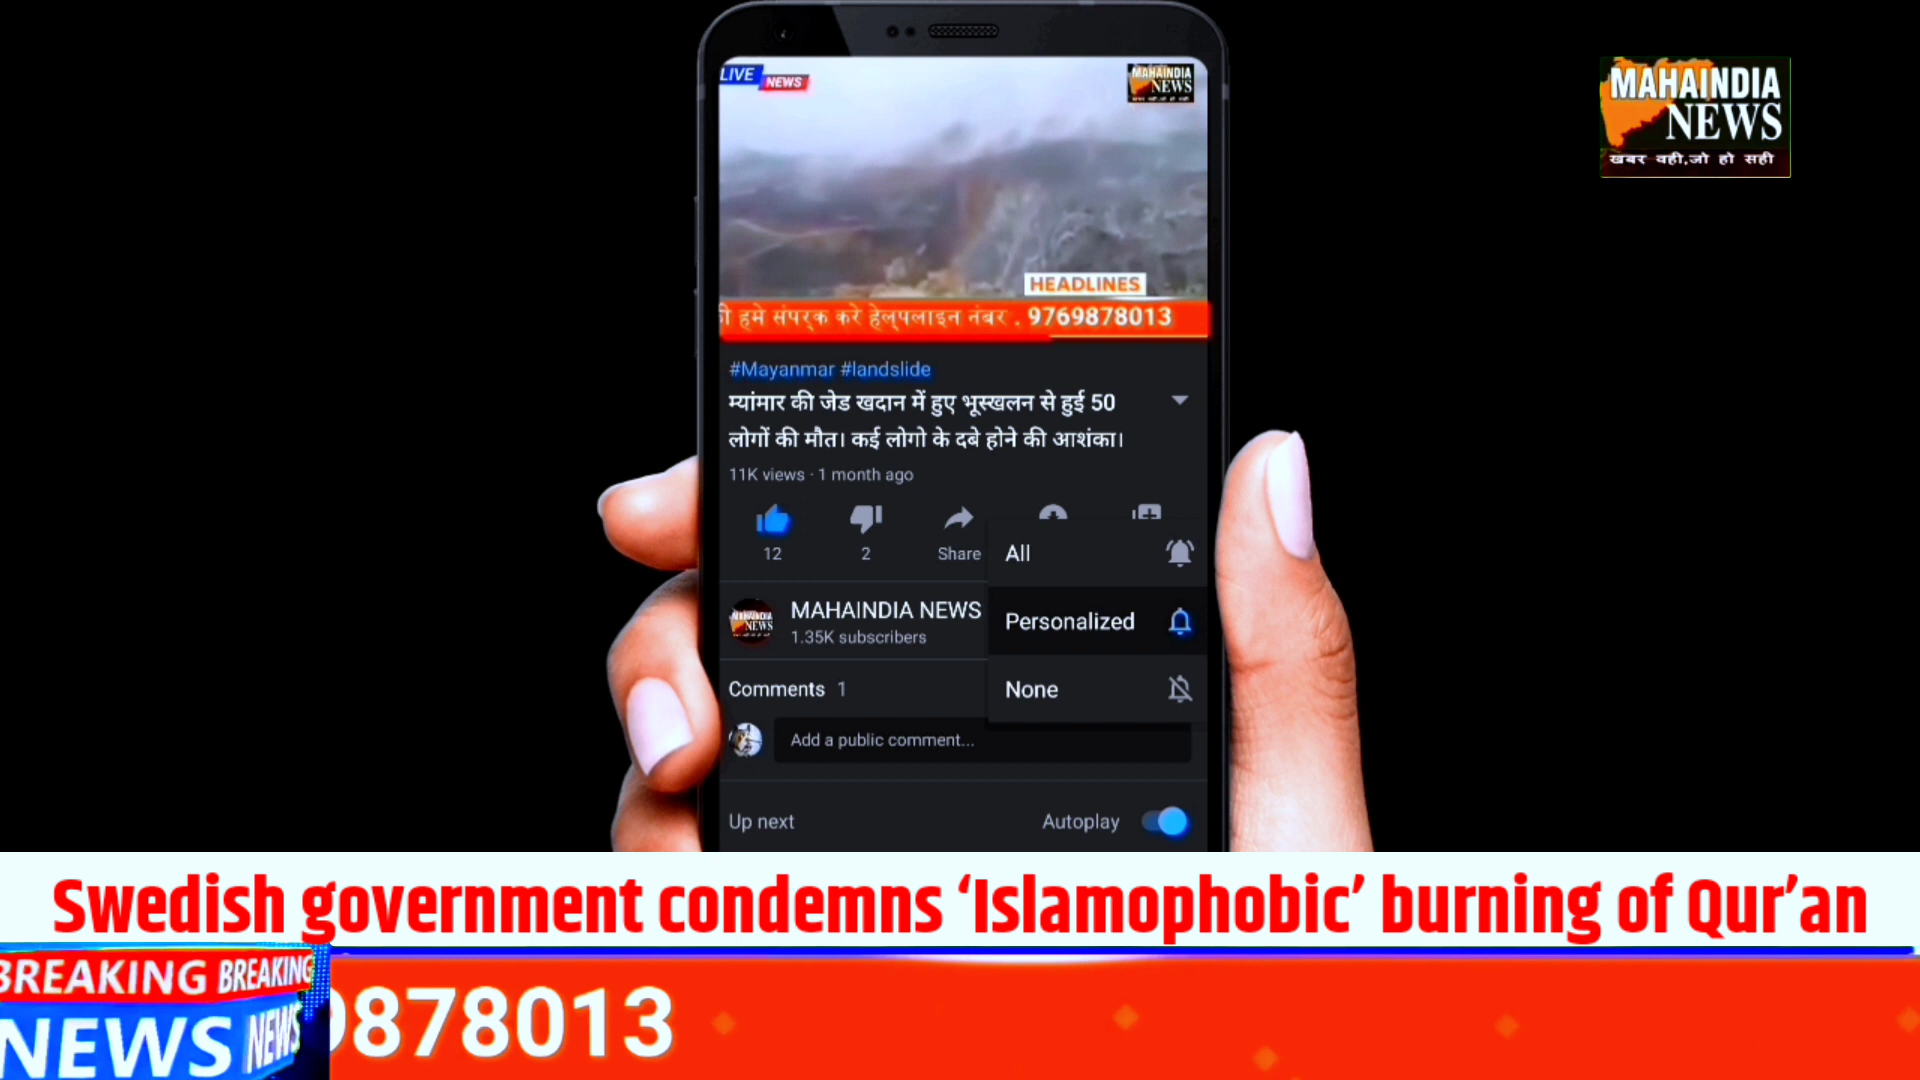 LIVE
NEWS
MAHAINDIA
NEWS
MAHAINDIA
NEWS
खबर वही,जो हो सही
HEADLINES
हमे संपर्क करे हेल्पलाइन नंबर . 9769878013
#Mayanmar #landslide
म्यांमार की जेड खदान में हुए भूस्खलन से हुई 50
लोगों की मौत। कई लोगो के दबे होने की आशंका।
11K views · 1 month ago
12
2
Share
All
MAHAINDIA NEWS
1.35K subscribers
Personalized
Comments 1
None
Add a public comment...
Up next
Autoplay
Swedish government condemns ‘Islamophobic’ burning of Qur’an
BREAKING BREAKING
NEWS NEWS
9878013